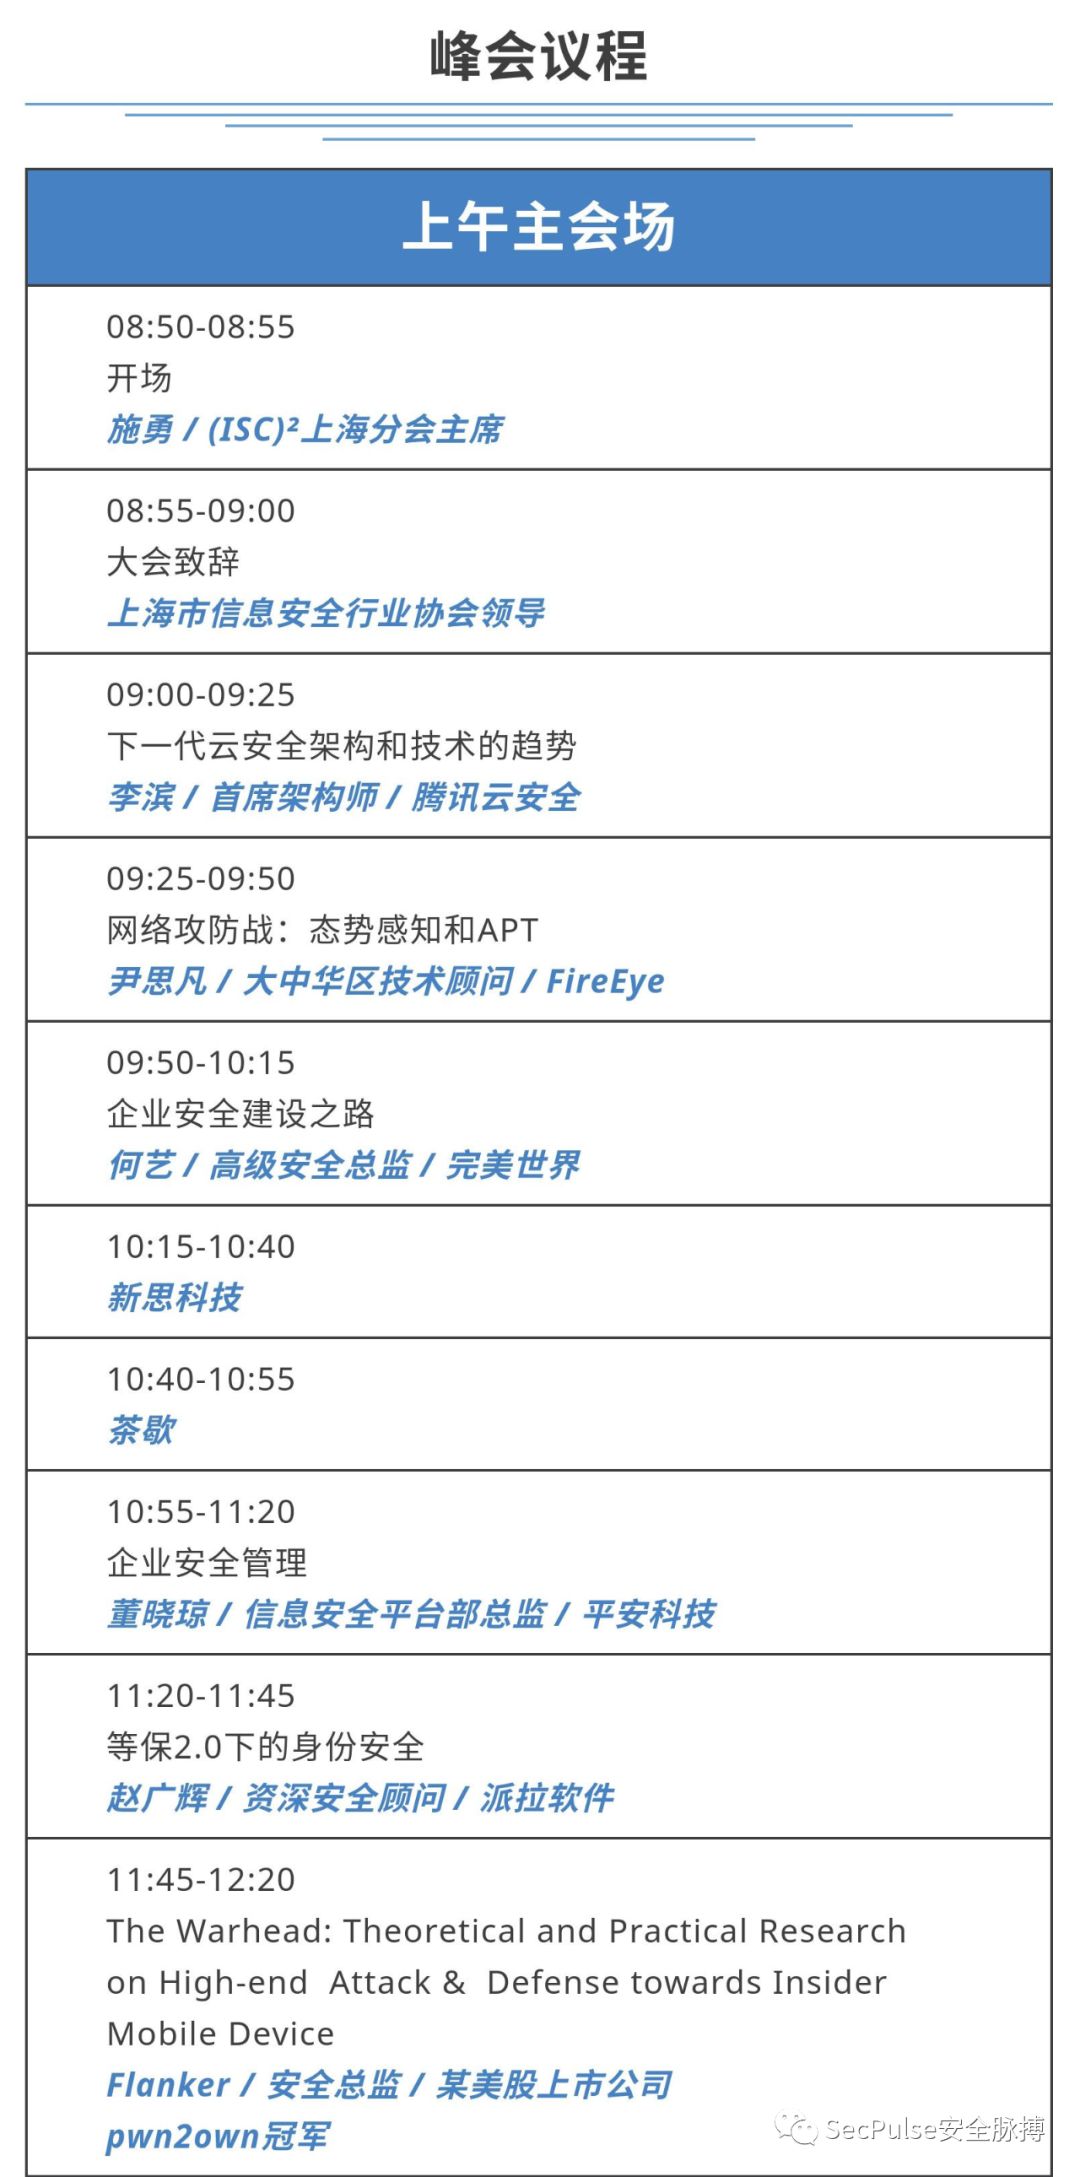 峰会议程
上午主会场
08:50-08:55
开场
施勇 / (ISC)²上海分会主席
08:55-09:00
大会致辞
上海市信息安全行业协会领导
09:00-09:25
下一代云安全架构和技术的趋势
李滨 / 首席架构师 / 腾讯云安全
09:25-09:50
网络攻防战：态势感知和APT
尹思凡 / 大中华区技术顾问 / FireEye
09:50-10:15
企业安全建设之路
何艺 / 高级安全总监 / 完美世界
10:15-10:40
新思科技
10:40-10:55
茶歇
10:55-11:20
企业安全管理
董晓琼 / 信息安全平台部总监 / 平安科技
11:20-11:45
等保2.0下的身份安全
赵广辉 / 资深安全顾问 / 派拉软件
11:45-12:20
The Warhead: Theoretical and Practical Research
on High-end  Attack &  Defense towards Insider
Mobile Device
Flanker / 安全总监 / 某美股上市公司
pwn2own冠军
SecPulse安全脉搏